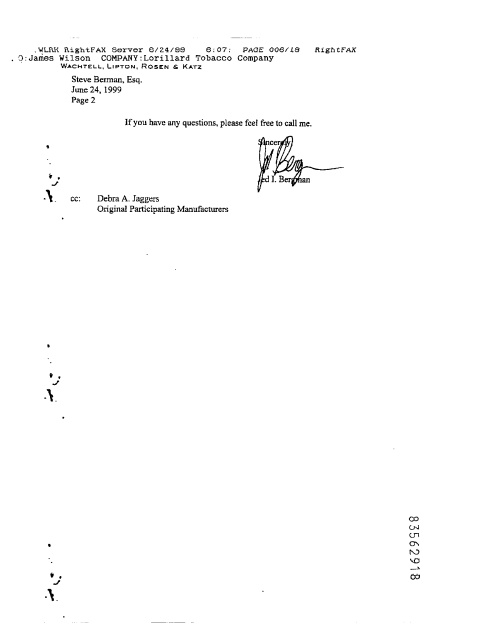 .WLRK RightFAX Server 6/24/99 6:07: PAGE 006/18 RightFAX
O:James Wilson COMPANY:Lorillard Tobacco Company
WACHTELL, LIPTON, ROSEN & KATZ
Steve Berman, Esq.
June 24, 1999
Page 2
If you have any questions, please feel free to call me.
Sincerely
Jed I. Bergman
cc: Debra A. Jaggers
Original Participating Manufacturers
83562918